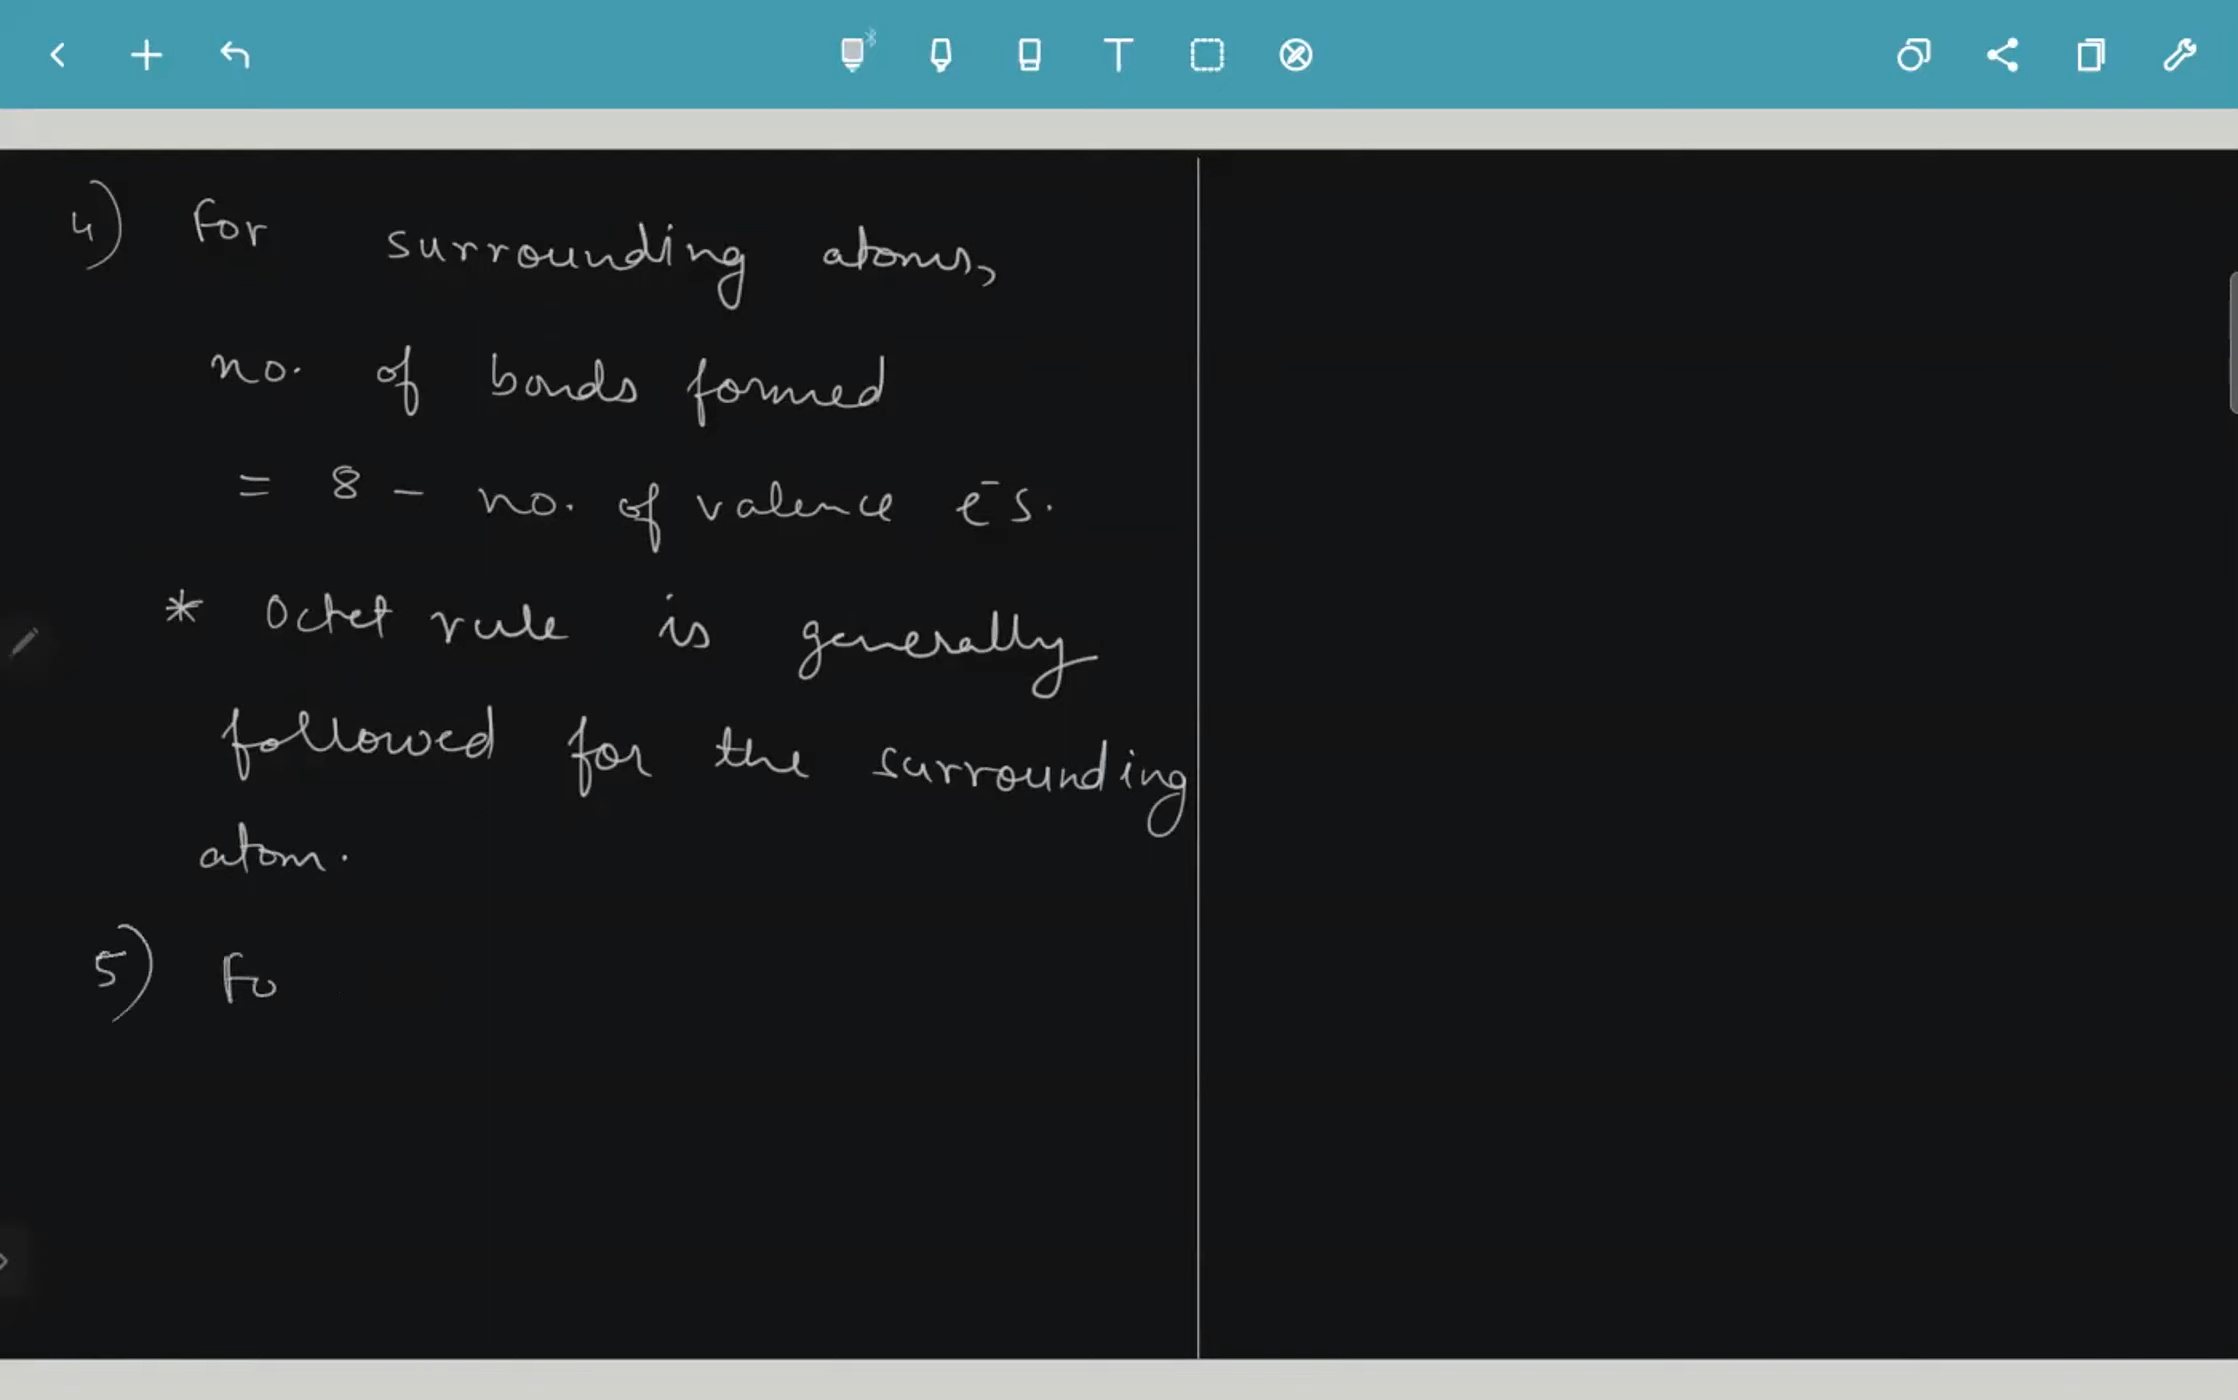 4) For surrounding atoms,
no. of bonds formed
= 8 - no. of valence e̅s.
* Octet rule is generally
followed for the surrounding
atom.
5) Fo